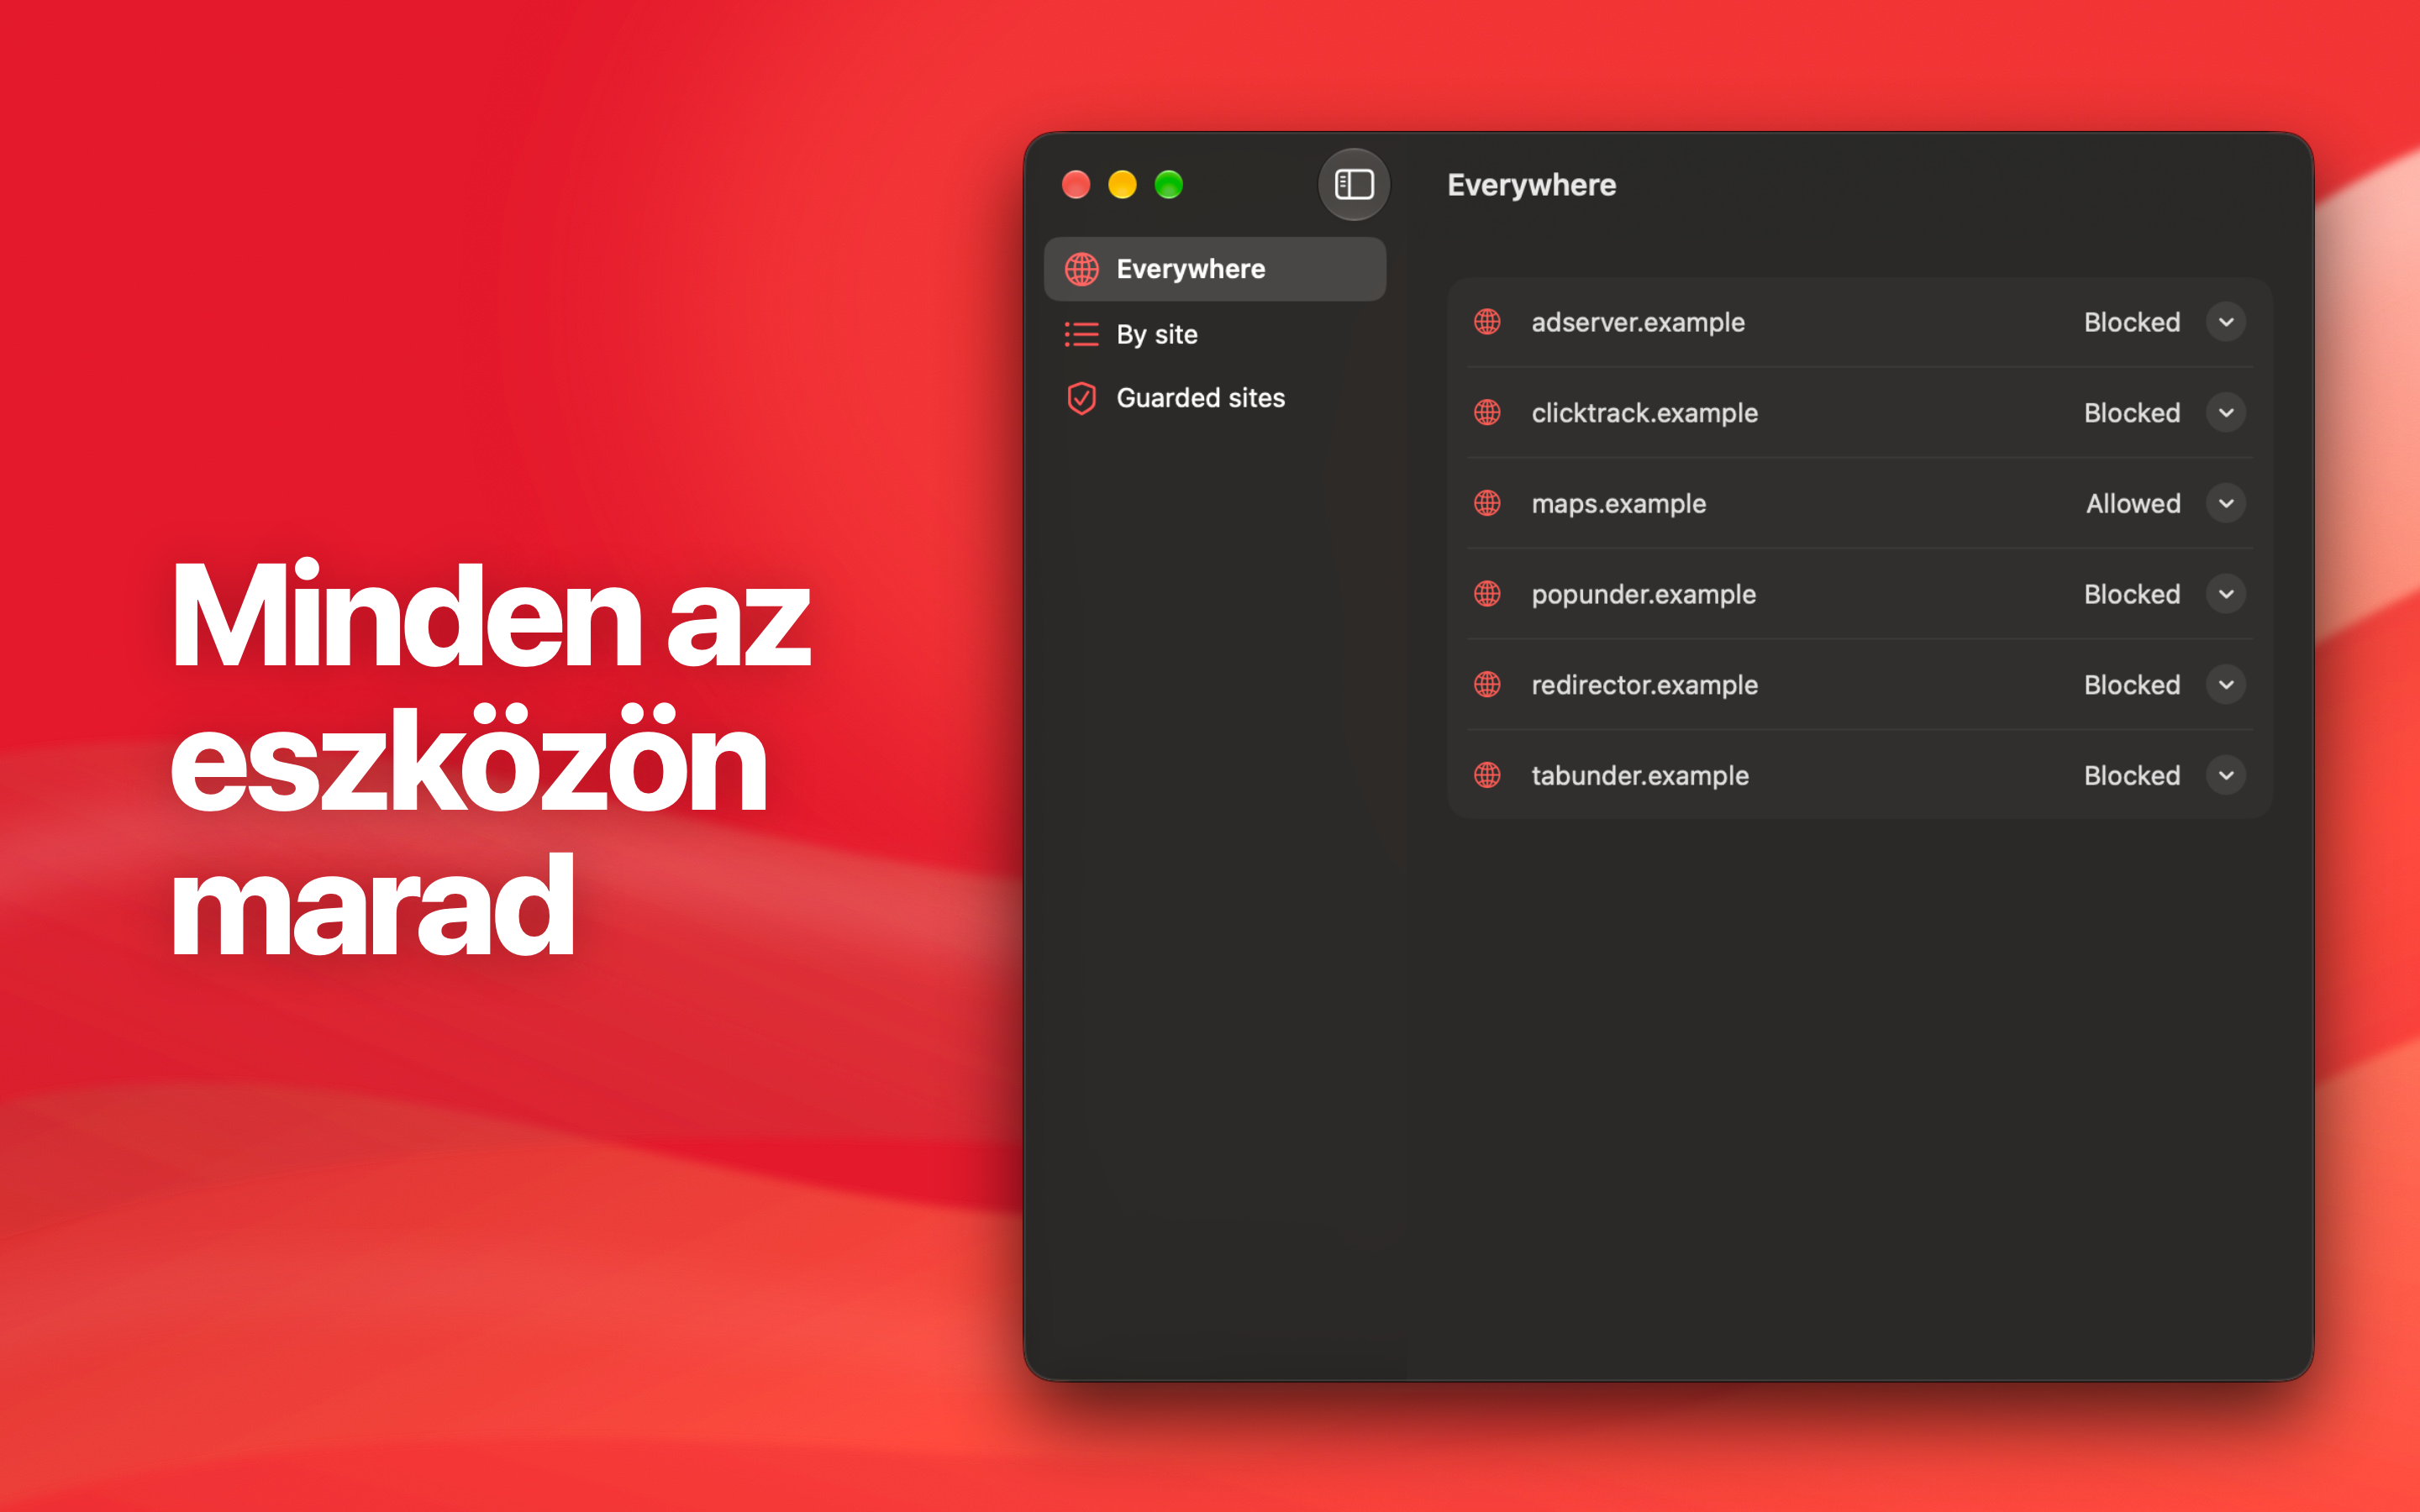 Minden az
eszközön
marad
Everywhere
By site
Guarded sites
Everywhere
adserver.example Blocked
clicktrack.example Blocked
maps.example Allowed
popunder.example Blocked
redirector.example Blocked
tabunder.example Blocked